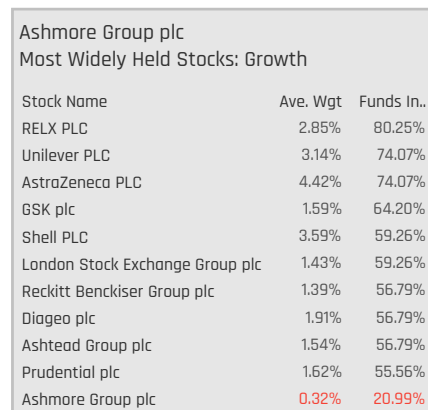 Ashmore Group plc
Most Widely Held Stocks: Growth
Stock Name Ave. Wgt Funds In..
RELX PLC 2.85% 80.25%
Unilever PLC 3.14% 74.07%
AstraZeneca PLC 4.42% 74.07%
GSK plc 1.59% 64.20%
Shell PLC 3.59% 59.26%
London Stock Exchange Group plc 1.43% 59.26%
Reckitt Benckiser Group plc 1.39% 56.79%
Diageo plc 1.91% 56.79%
Ashtead Group plc 1.54% 56.79%
Prudential plc 1.62% 55.56%
Ashmore Group plc 0.32% 20.99%